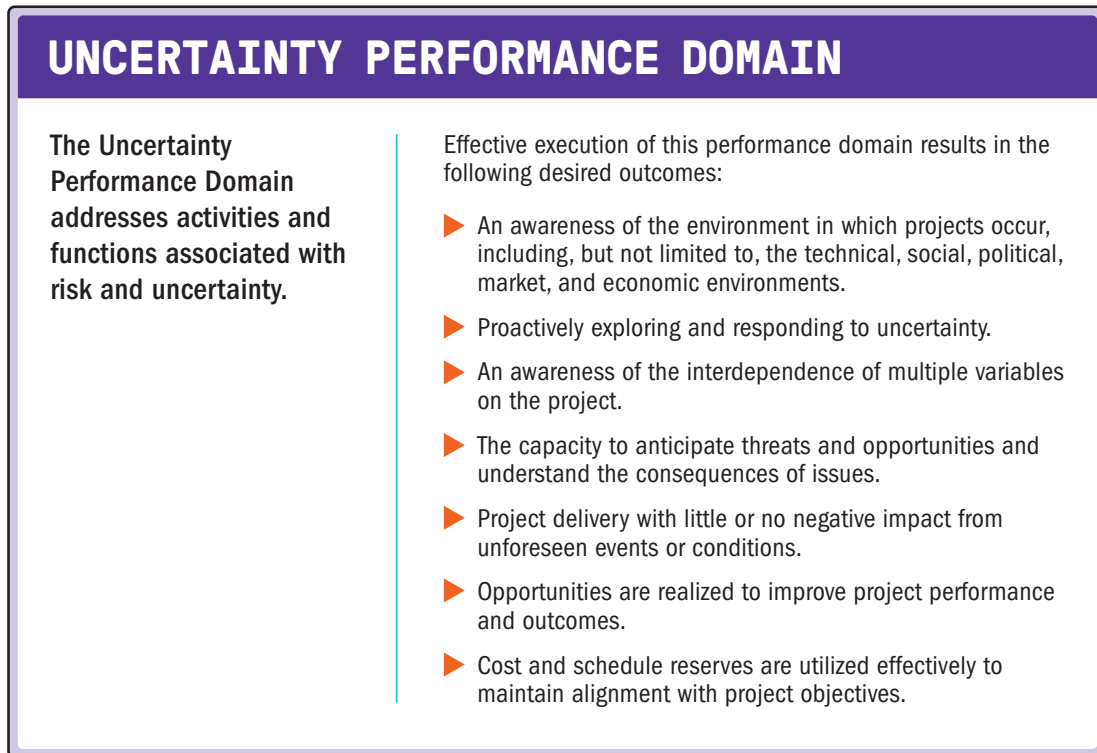 UNCERTAINTY PERFORMANCE DOMAIN
The Uncertainty
Performance Domain
addresses activities and
functions associated with
risk and uncertainty.
Effective execution of this performance domain results in the
following desired outcomes:
An awareness of the environment in which projects occur,
including, but not limited to, the technical, social, political,
market, and economic environments.
Proactively exploring and responding to uncertainty.
An awareness of the interdependence of multiple variables
on the project.
The capacity to anticipate threats and opportunities and
understand the consequences of issues.
Project delivery with little or no negative impact from
unforeseen events or conditions.
Opportunities are realized to improve project performance
and outcomes.
Cost and schedule reserves are utilized effectively to
maintain alignment with project objectives.